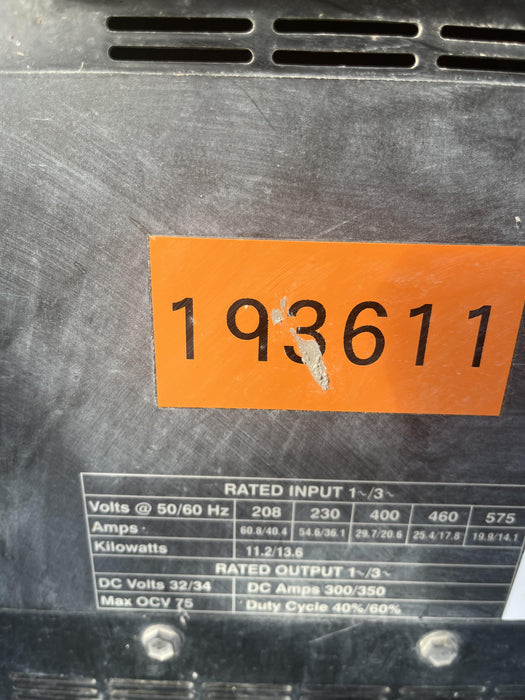 193611
RATED INPUT 1~/3~
Volts @ 50/60 Hz 208 230 400 460 575
Amps 60.8/40.4 54.6/36.1 29.7/20.6 25.4/17.8 19.9/14.1
Kilowatts 11.2/13.6
RATED OUTPUT 1~/3~
DC Volts 32/34 DC Amps 300/350
Max OCV 75 Duty Cycle 40%/60%